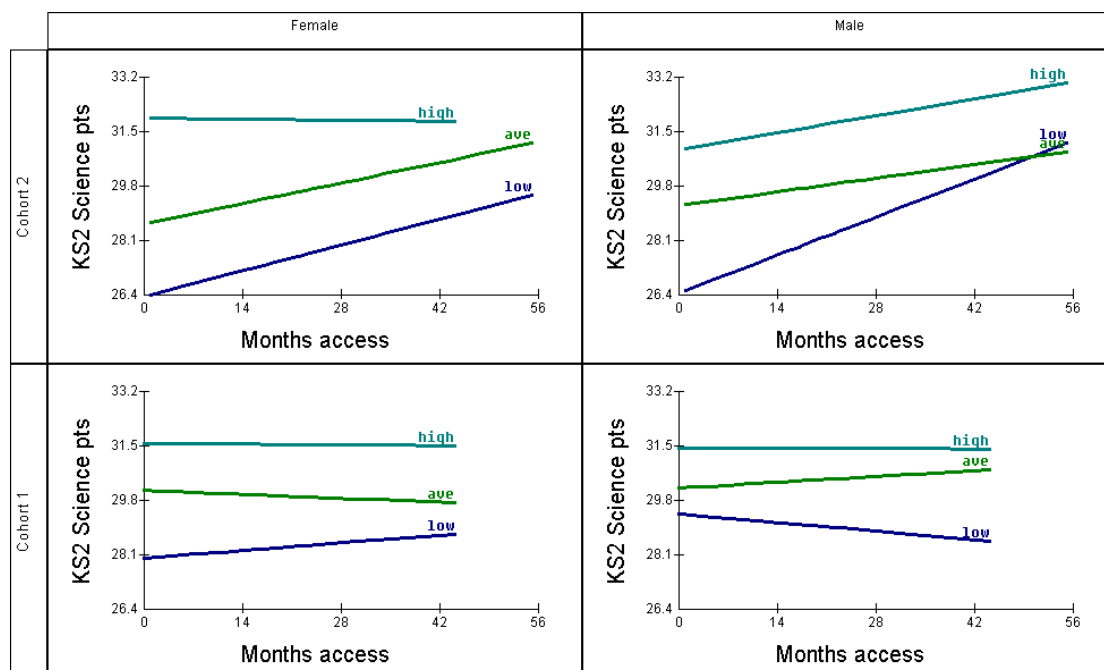 Female
Male
Cohort 2
KS2 Science pts
33.2
31.5
29.8
28.1
26.4
high
ave
low
0 14 28 42 56
Months access
KS2 Science pts
33.2
31.5
29.8
28.1
26.4
high
low
ave
0 14 28 42 56
Months access
Cohort 1
KS2 Science pts
33.2
31.5
29.8
28.1
26.4
high
ave
low
0 14 28 42 56
Months access
KS2 Science pts
33.2
31.5
29.8
28.1
26.4
high
ave
low
0 14 28 42 56
Months access